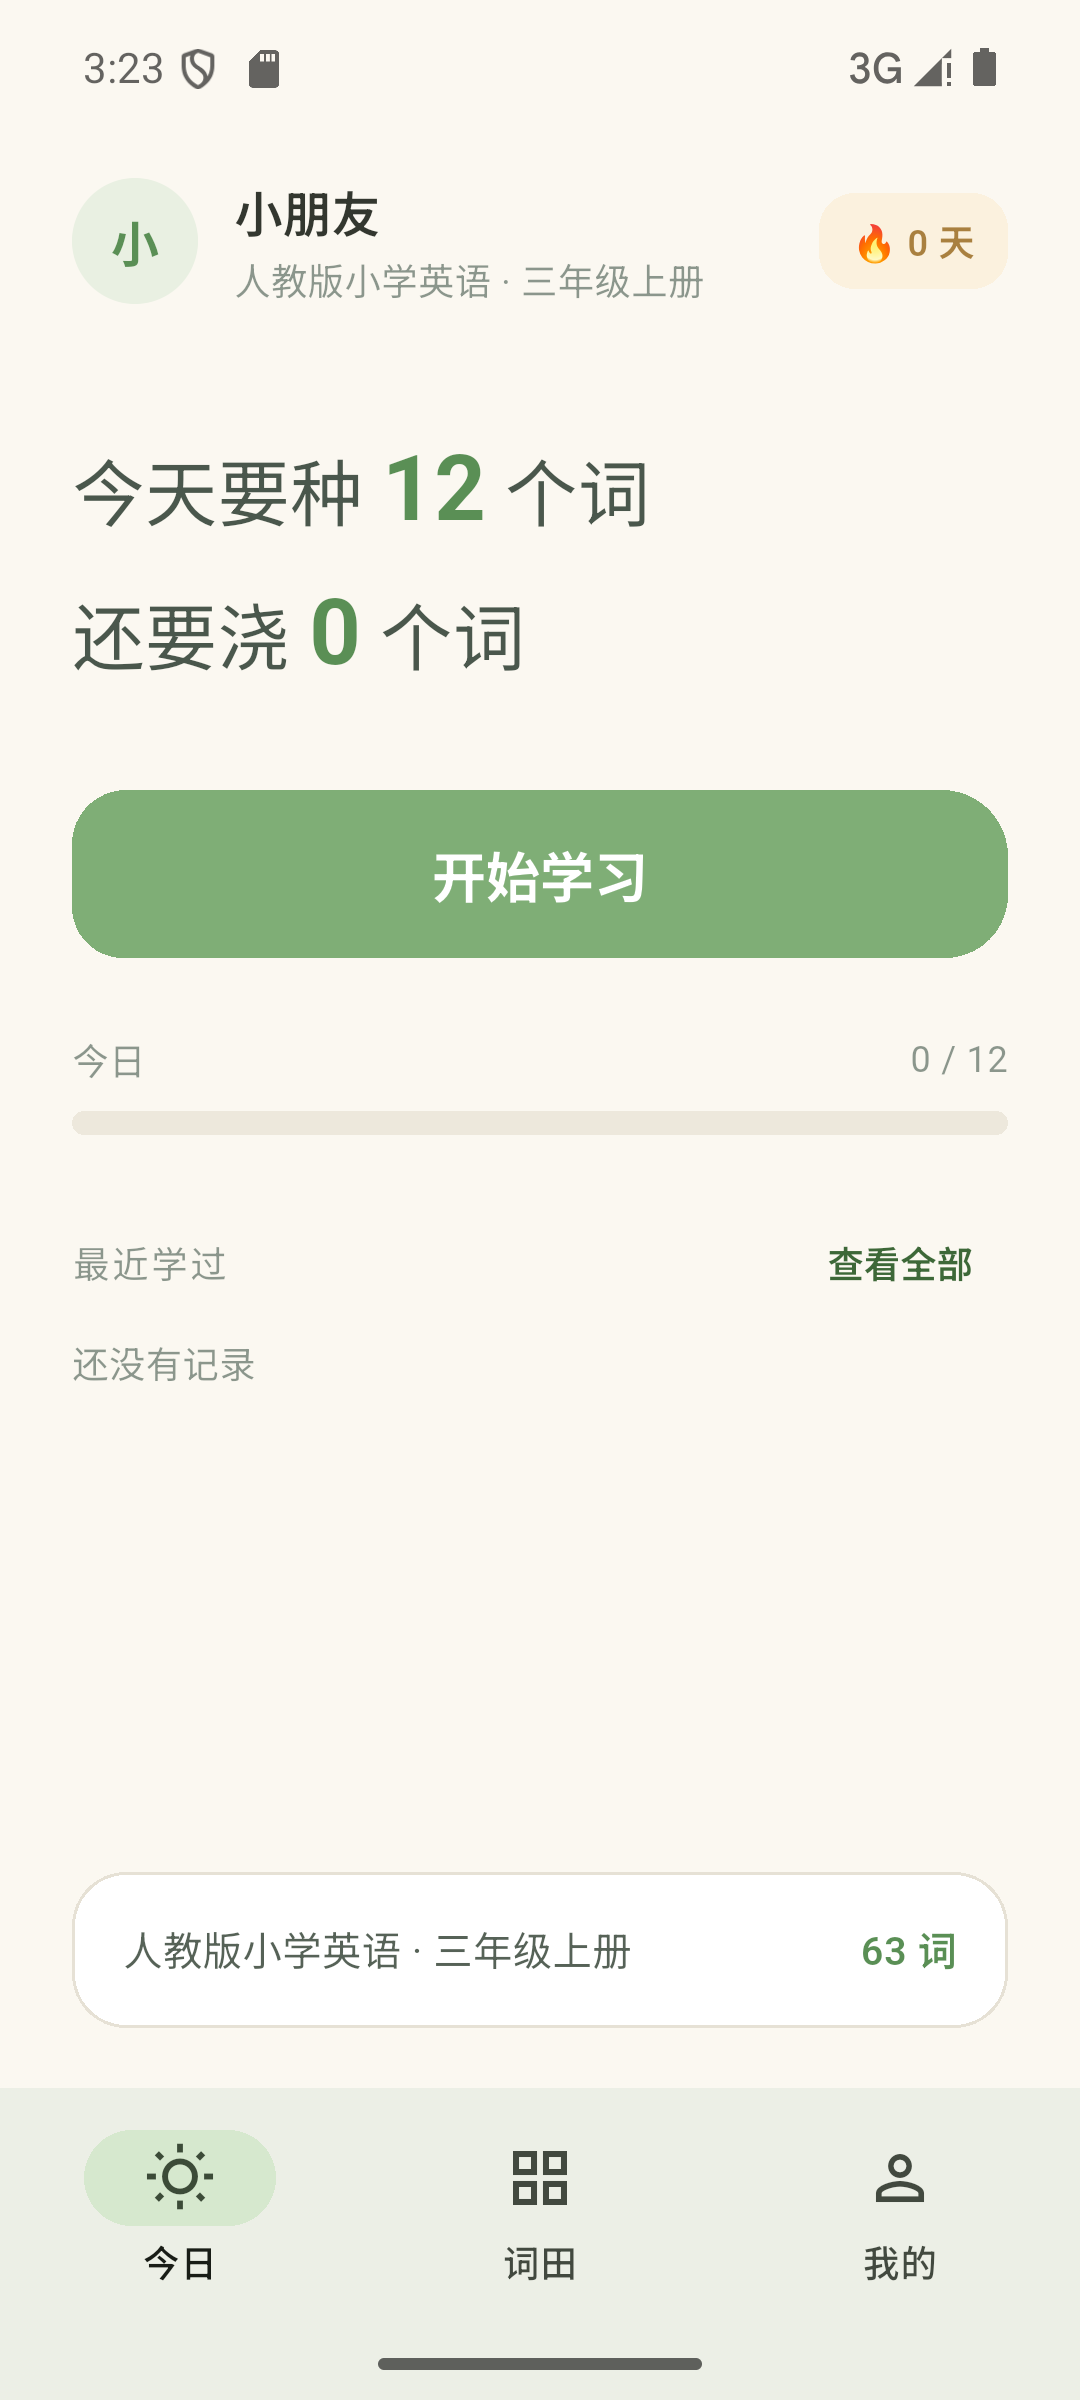 3:23
3G
小
小朋友
人教版小学英语 · 三年级上册
🔥 0 天
今天要种 12 个词
还要浇 0 个词
开始学习
今日
0 / 12
最近学过
查看全部
还没有记录
人教版小学英语 · 三年级上册
63 词
今日
词田
我的